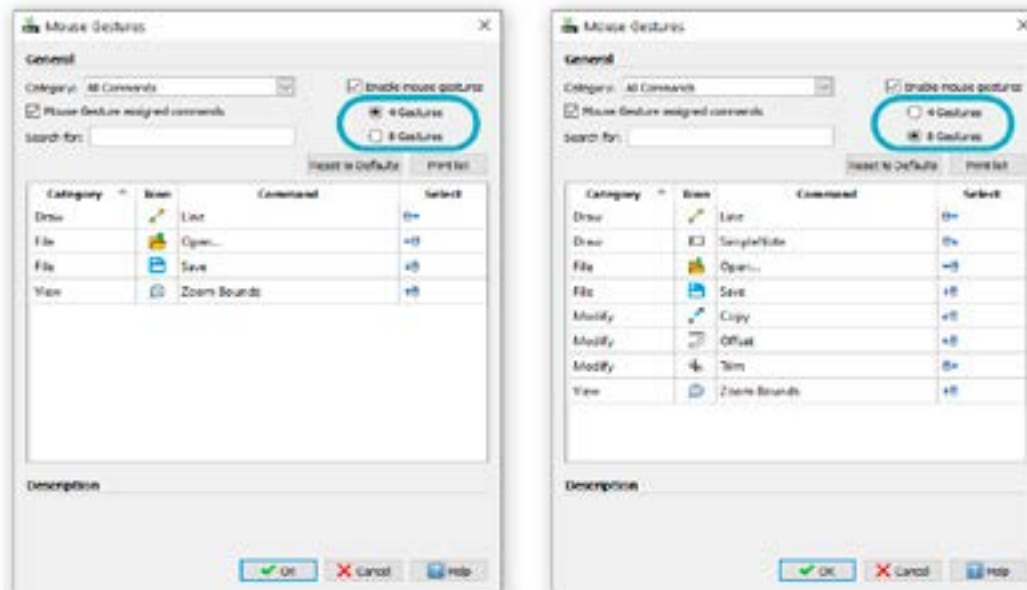 Mouse Gestures
General
Category: All Commands
Enable mouse gestures
Mouse Gesture assigned commands
4 Gestures
Search for:
8 Gestures
Reset to Defaults Print list
Category Icon Command Select
Draw Line
File Open...
File Save
View Zoom Bounds
Description
OK Cancel Help
Mouse Gestures
General
Category: All Commands
Enable mouse gestures
Mouse Gesture assigned commands
4 Gestures
Search for:
8 Gestures
Reset to Defaults Print list
Category Icon Command Select
Draw Line
Draw SimpleNote
File Open...
File Save
Modify Copy
Modify Offset
Modify Trim
View Zoom Bounds
Description
OK Cancel Help